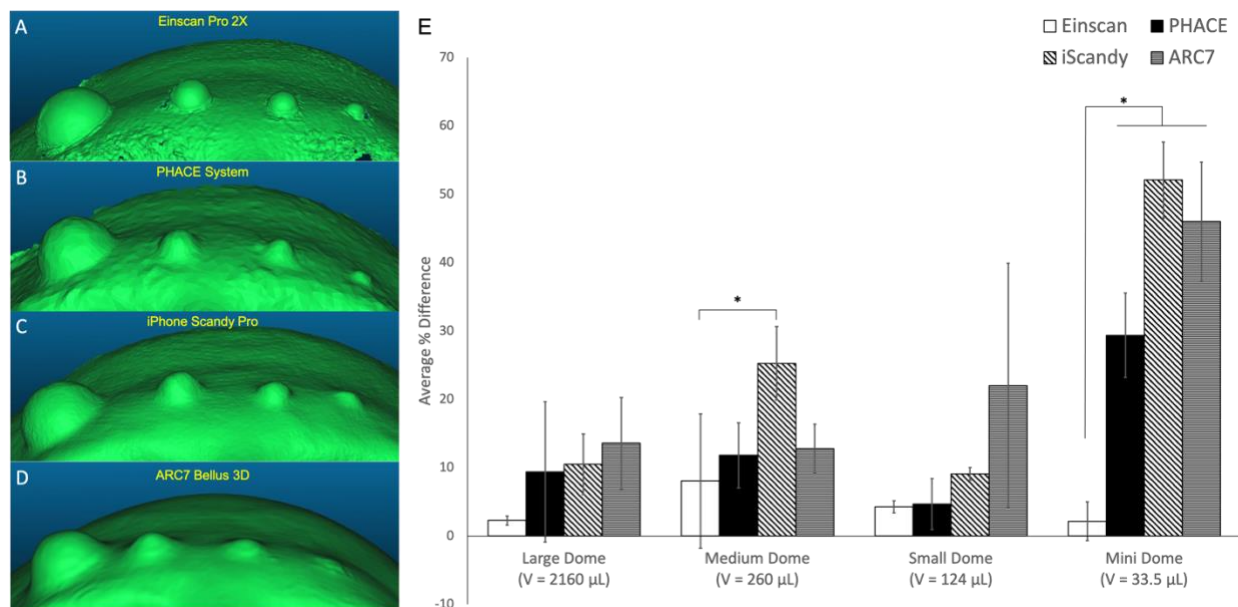 A
Einscan Pro 2X
B
PHACE System
C
iPhone Scandy Pro
D
ARC7 Bellus 3D
E
Einscan
PHACE
iScandy
ARC7
Average % Difference
70
60
50
40
30
20
10
0
-10
*
*
Large Dome
(V = 2160 µL)
Medium Dome
(V = 260 µL)
Small Dome
(V = 124 µL)
Mini Dome
(V = 33.5 µL)